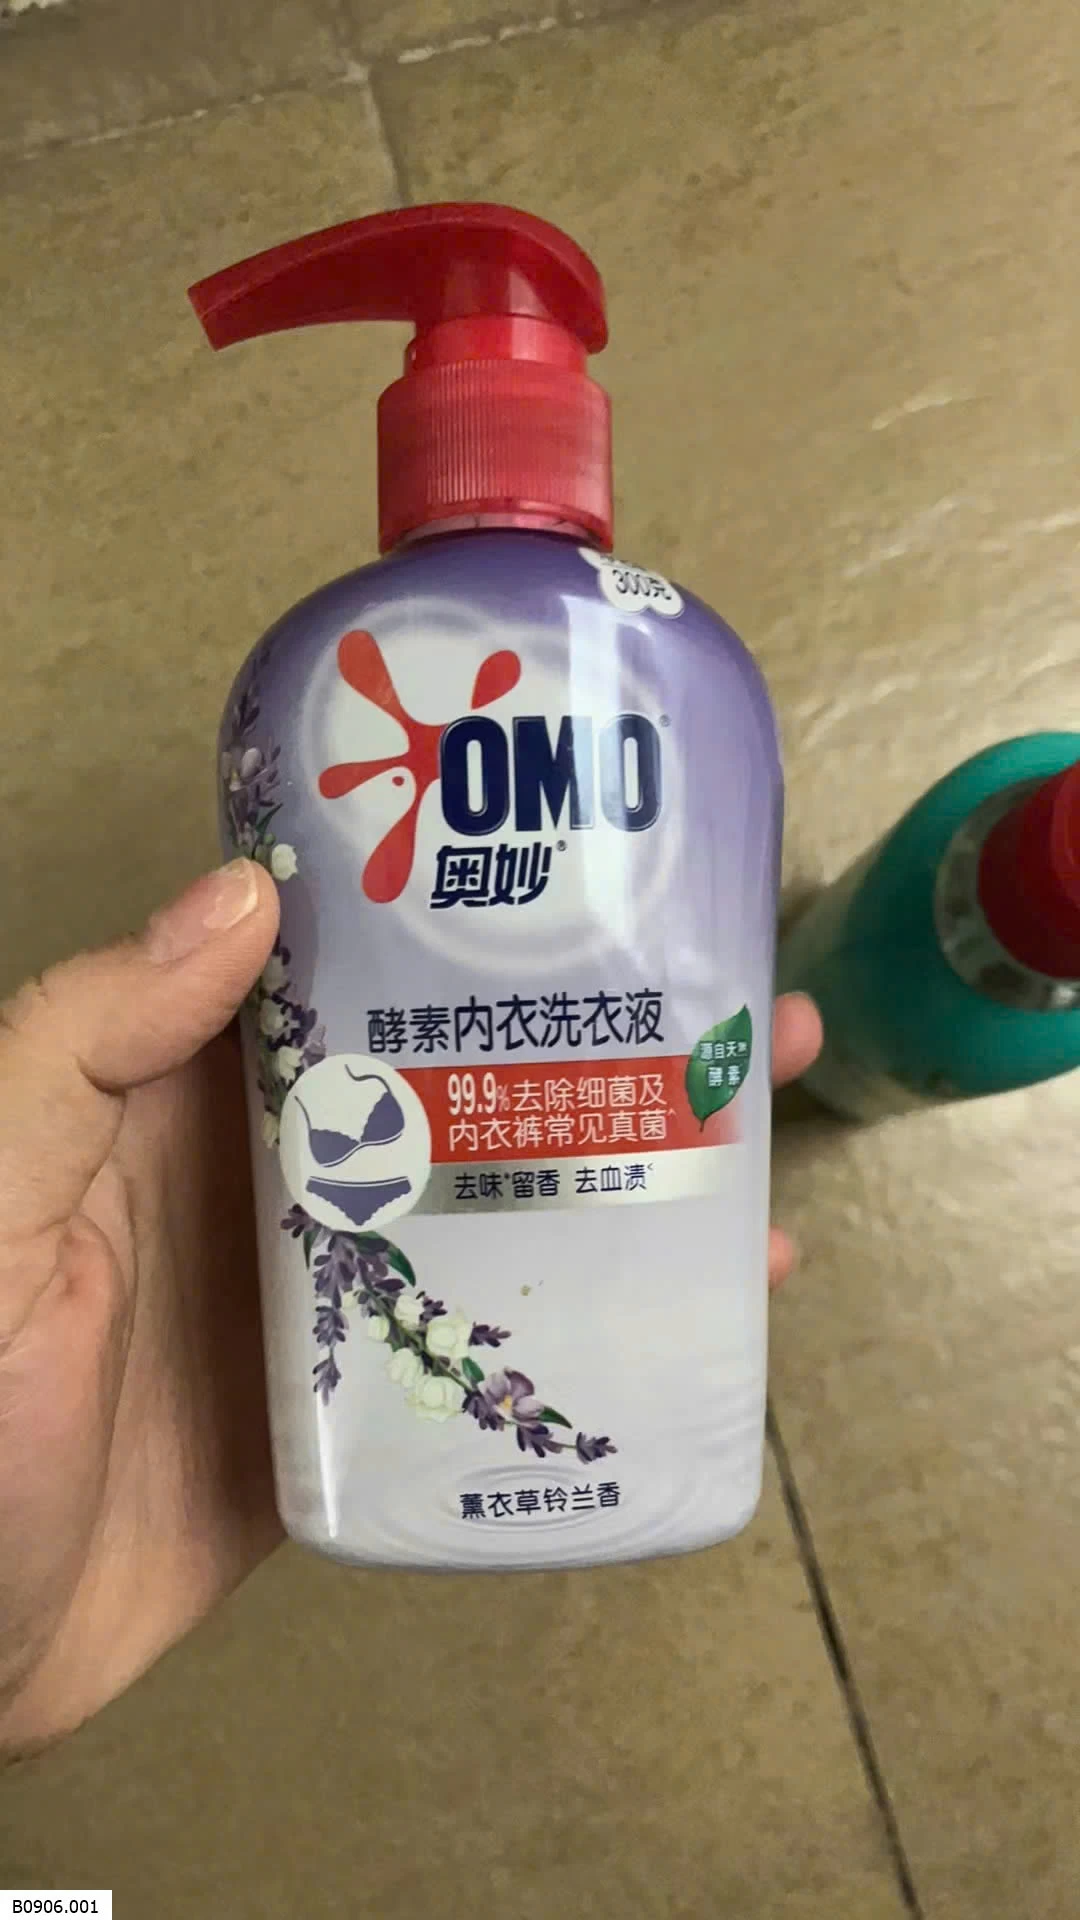 300克
OMO®
奥妙®
酵素内衣洗衣液
源自天然
酵素
99.9%去除细菌及
内衣裤常见真菌^
去味*留香 去血渍<
薰衣草铃兰香
B0906.001